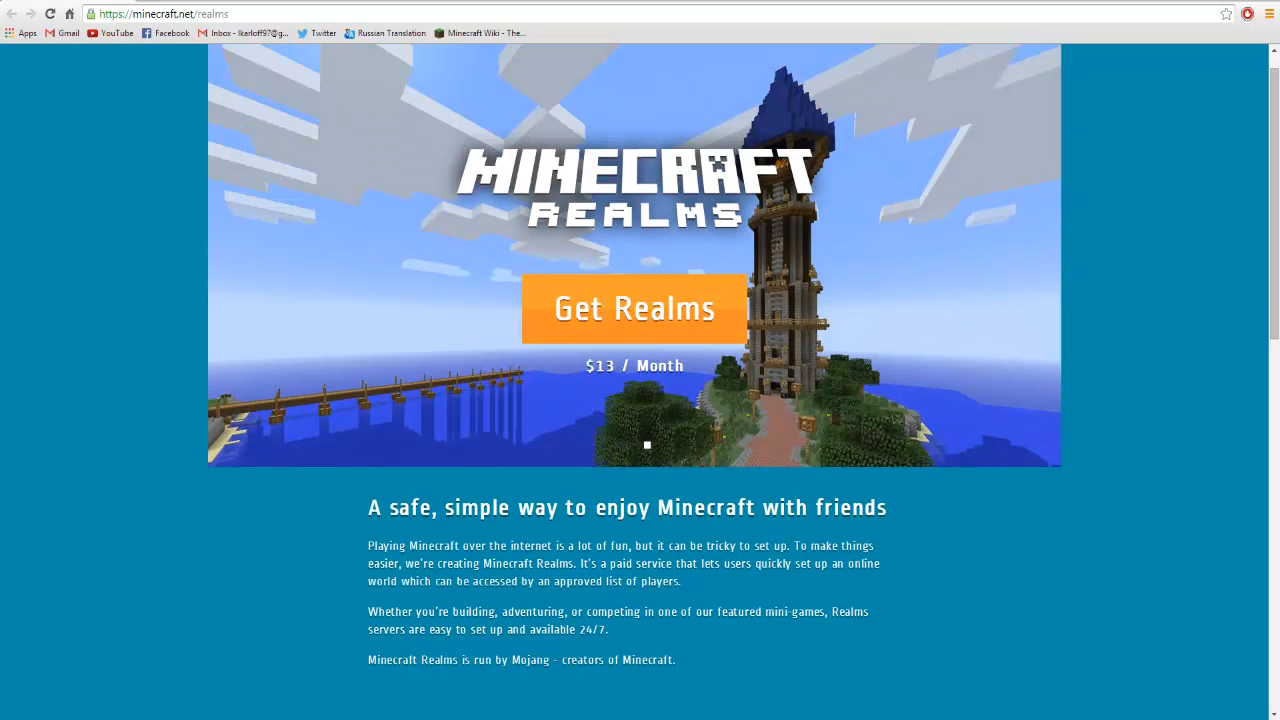 https://minecraft.net/realms
Apps Gmail YouTube Facebook Inbox - lkarloff97@g... Twitter Russian Translation Minecraft Wiki - The...
MINECRAFT
REALMS
Get Realms
$13 / Month
A safe, simple way to enjoy Minecraft with friends
Playing Minecraft over the internet is a lot of fun, but it can be tricky to set up. To make things
easier, we're creating Minecraft Realms. It's a paid service that lets users quickly set up an online
world which can be accessed by an approved list of players.
Whether you're building, adventuring, or competing in one of our featured mini-games, Realms
servers are easy to set up and available 24/7.
Minecraft Realms is run by Mojang - creators of Minecraft.